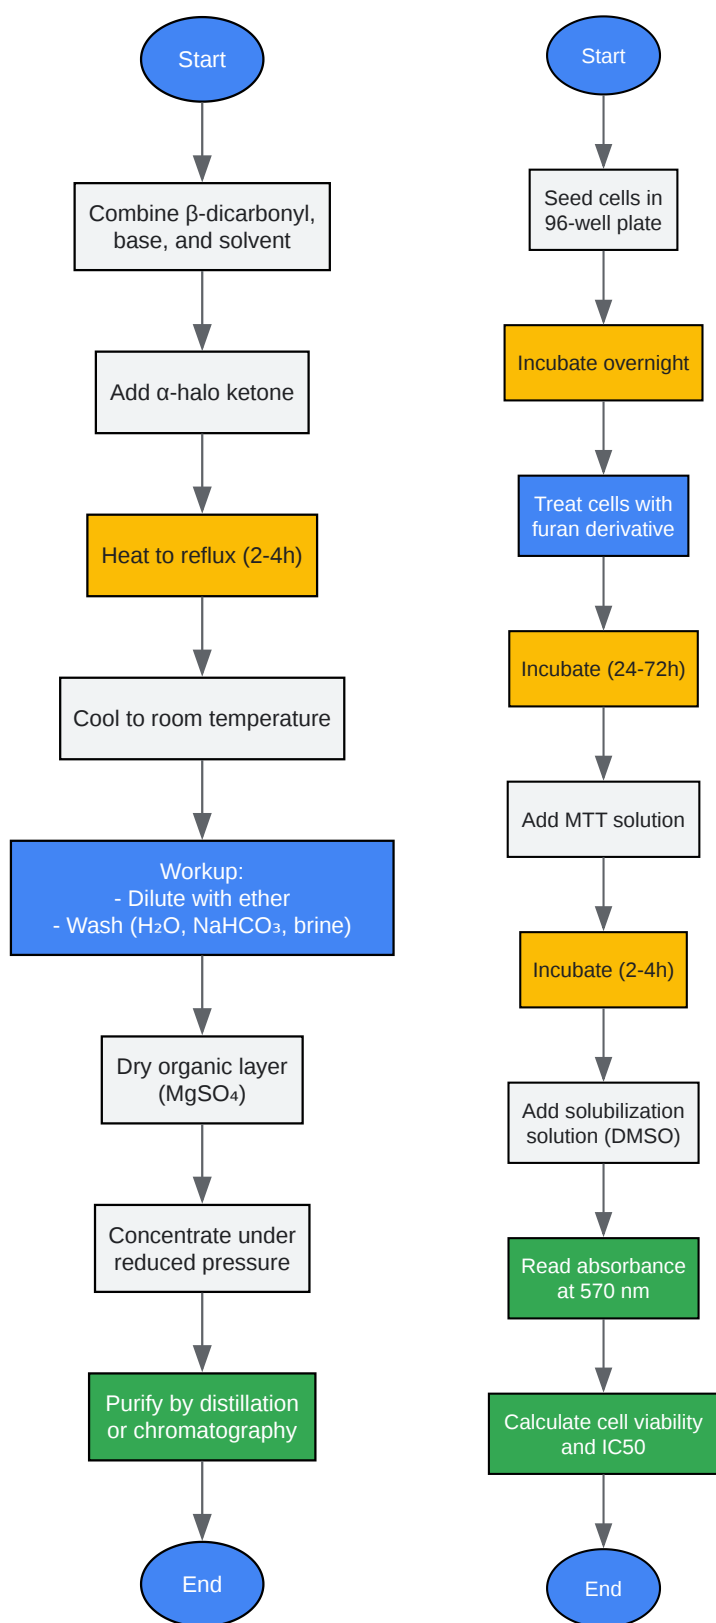 Start
Combine β-dicarbonyl,
base, and solvent
Add α-halo ketone
Heat to reflux (2-4h)
Cool to room temperature
Workup:
- Dilute with ether
- Wash (H₂O, NaHCO₃, brine)
Dry organic layer
(MgSO₄)
Concentrate under
reduced pressure
Purify by distillation
or chromatography
End
Start
Seed cells in
96-well plate
Incubate overnight
Treat cells with
furan derivative
Incubate (24-72h)
Add MTT solution
Incubate (2-4h)
Add solubilization
solution (DMSO)
Read absorbance
at 570 nm
Calculate cell viability
and IC50
End